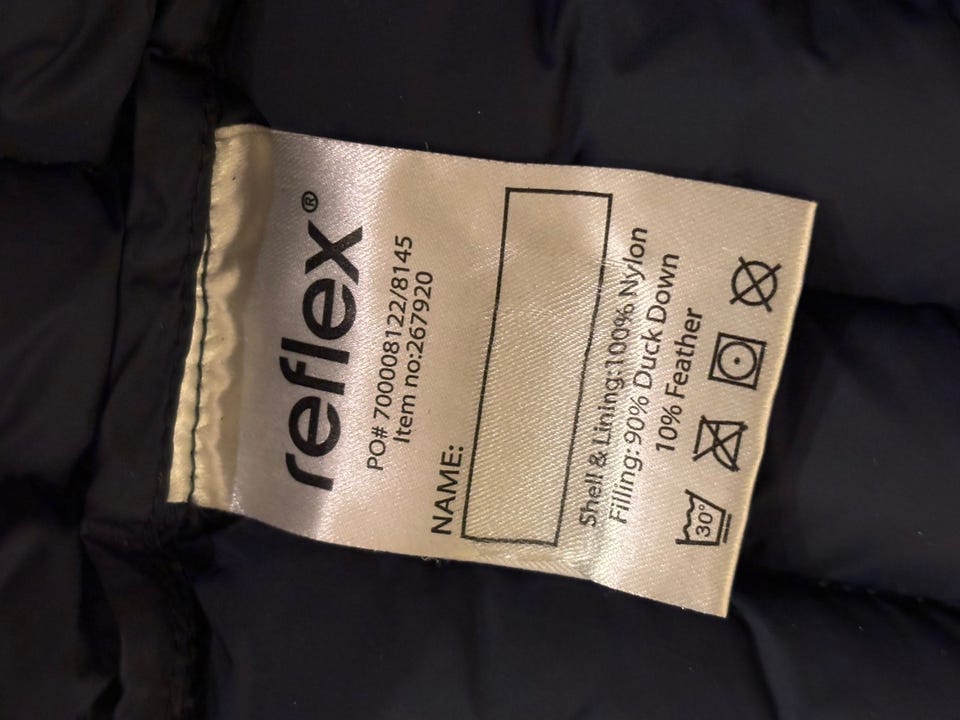 reflex®
PO# 700008122/8145
Item no:267920
NAME:
Shell & Lining:100% Nylon
Filling: 90% Duck Down
10% Feather
30°